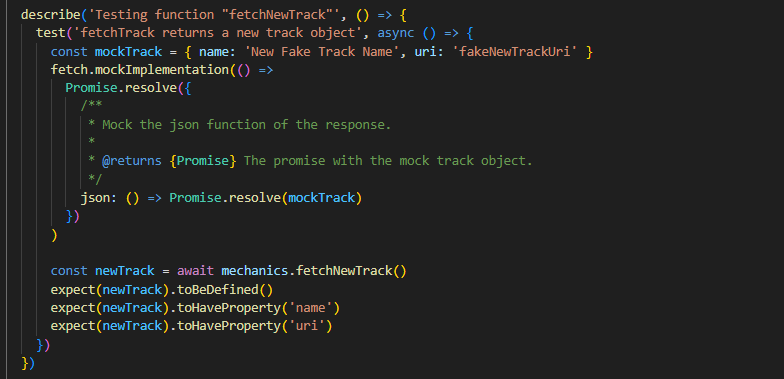 describe('Testing function "fetchNewTrack"', () => {
test('fetchTrack returns a new track object', async () => {
const mockTrack = { name: 'New Fake Track Name', uri: 'fakeNewTrackUri' }
fetch.mockImplementation(() =>
Promise.resolve({
/**
* Mock the json function of the response.
*
* @returns {Promise} The promise with the mock track object.
*/
json: () => Promise.resolve(mockTrack)
})
)
const newTrack = await mechanics.fetchNewTrack()
expect(newTrack).toBeDefined()
expect(newTrack).toHaveProperty('name')
expect(newTrack).toHaveProperty('uri')
})
})